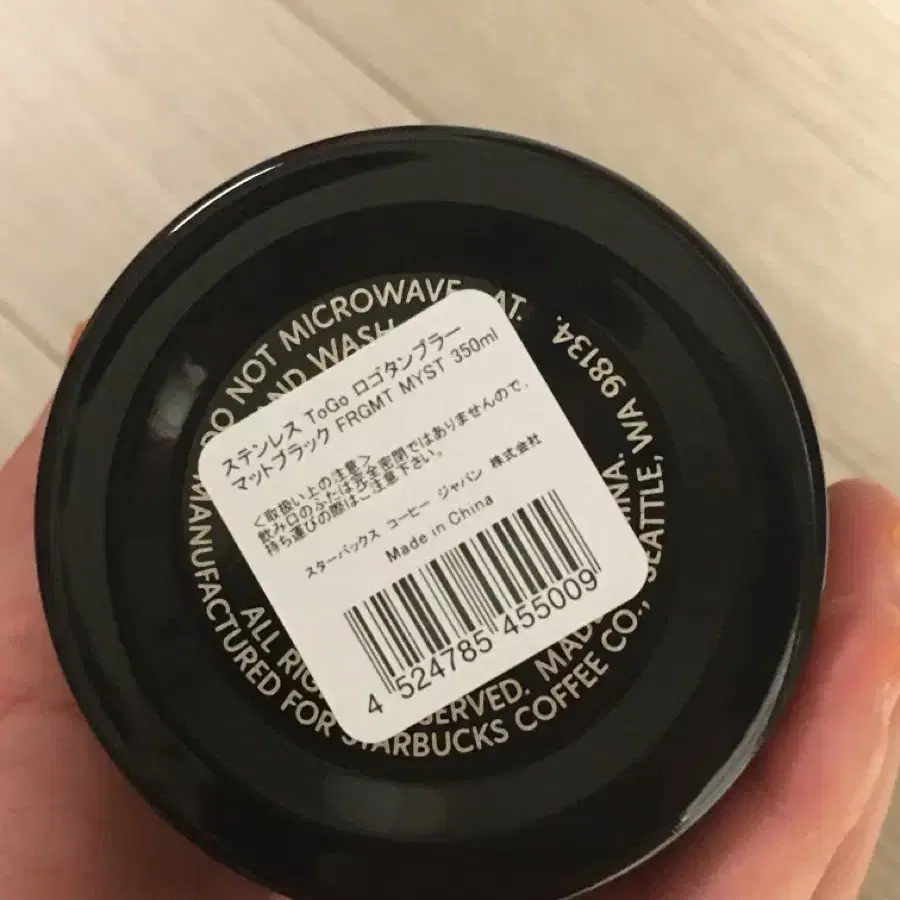 ステンレス ToGo ロゴタンブラー
マットブラック FRGMT MYST 350ml
<取扱い上の注意>
飲み口のふたは完全密閉ではありませんので、
持ち運びの際はご注意下さい。
スターバックス コーヒー ジャパン 株式会社
Made in China
4 524785 455009
DO NOT MICROWAVE
AND WASH
MANUFACTURED FOR STARBUCKS COFFEE CO., SEATTLE, WA 98134.
ALL
SERVED. MADE